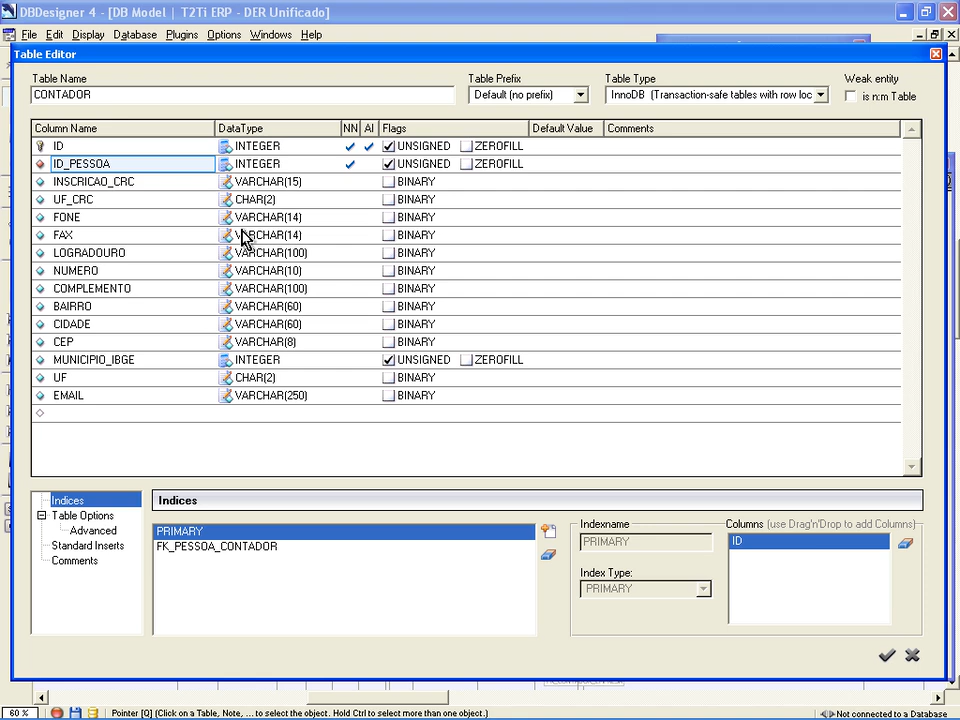 DBDesigner 4 - [DB Model | T2Ti ERP - DER Unificado]
File Edit Display Database Plugins Options Windows Help
Table Editor
Table Name Table Prefix Table Type Weak entity
CONTADOR Default (no prefix) InnoDB (Transaction-safe tables with row loc is n:m Table
Column Name DataType NN AI Flags Default Value Comments
ID INTEGER UNSIGNED ZEROFILL
ID_PESSOA INTEGER UNSIGNED ZEROFILL
INSCRICAO_CRC VARCHAR(15) BINARY
UF_CRC CHAR(2) BINARY
FONE VARCHAR(14) BINARY
FAX VARCHAR(14) BINARY
LOGRADOURO VARCHAR(100) BINARY
NUMERO VARCHAR(10) BINARY
COMPLEMENTO VARCHAR(100) BINARY
BAIRRO VARCHAR(60) BINARY
CIDADE VARCHAR(60) BINARY
CEP VARCHAR(8) BINARY
MUNICIPIO_IBGE INTEGER UNSIGNED ZEROFILL
UF CHAR(2) BINARY
EMAIL VARCHAR(250) BINARY
Indices
Table Options
Advanced
Standard Inserts
Comments
Indices
PRIMARY
FK_PESSOA_CONTADOR
Indexname
PRIMARY
Index Type:
PRIMARY
Columns (use Drag'n'Drop to add Columns)
ID
60 % Pointer [Q] (Click on a Table, Note, ... to select the object. Hold Ctrl to select more than one object.) Not connected to a Database